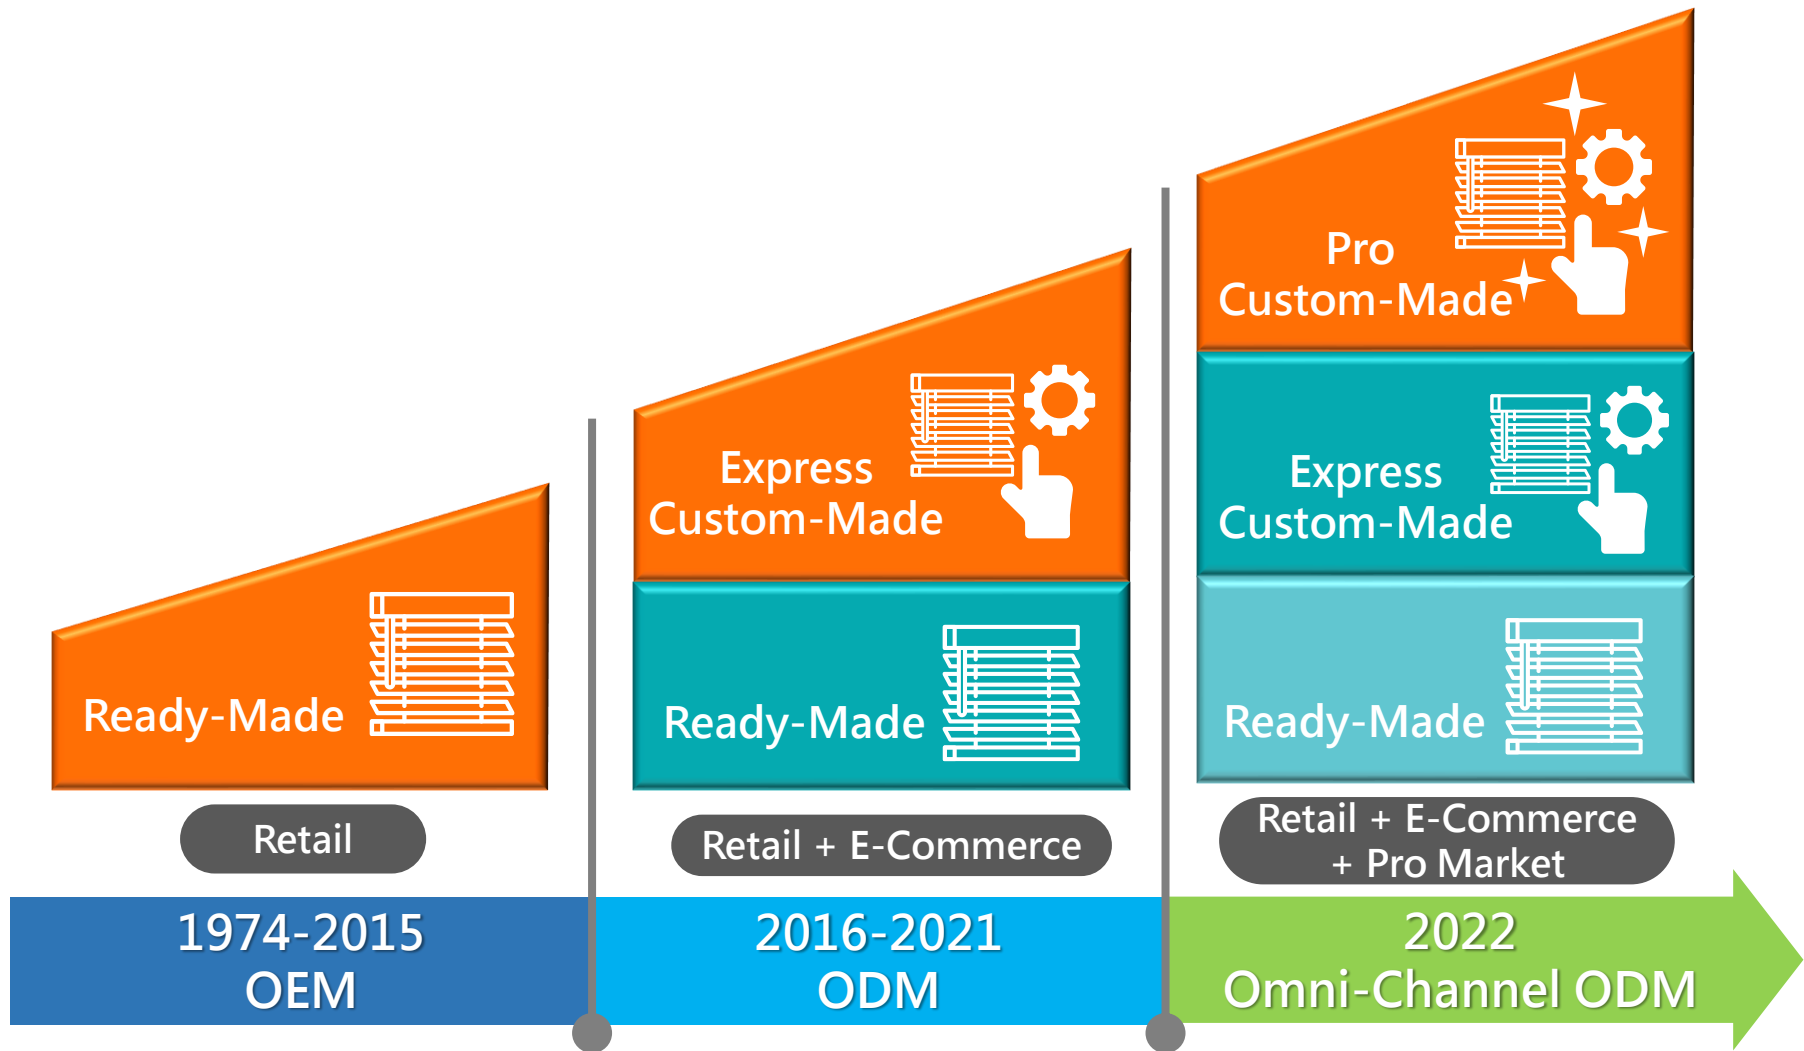 Ready-Made
Retail
1974-2015
OEM
Express
Custom-Made
Ready-Made
Retail + E-Commerce
2016-2021
ODM
Pro
Custom-Made
Express
Custom-Made
Ready-Made
Retail + E-Commerce
+ Pro Market
2022
Omni-Channel ODM